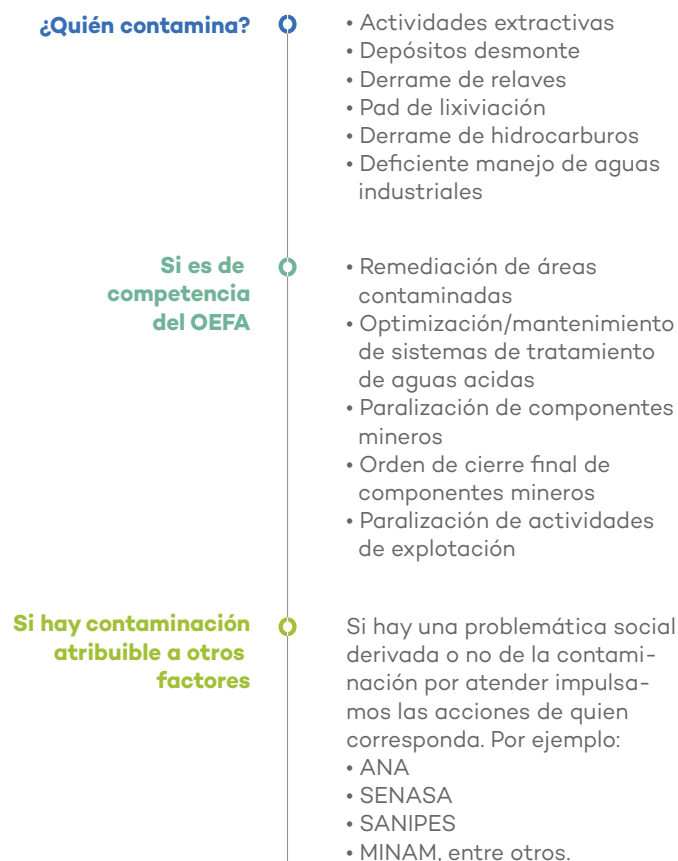 ¿Quién contamina?
• Actividades extractivas
• Depósitos desmonte
• Derrame de relaves
• Pad de lixiviación
• Derrame de hidrocarburos
• Deficiente manejo de aguas
industriales
Si es de
competencia
del OEFA
• Remediación de áreas
contaminadas
• Optimización/mantenimiento
de sistemas de tratamiento
de aguas acidas
• Paralización de componentes
mineros
• Orden de cierre final de
componentes mineros
• Paralización de actividades
de explotación
Si hay contaminación
atribuible a otros
factores
Si hay una problemática social
derivada o no de la contami-
nación por atender impulsa-
mos las acciones de quien
corresponda. Por ejemplo:
• ANA
• SENASA
• SANIPES
• MINAM, entre otros.